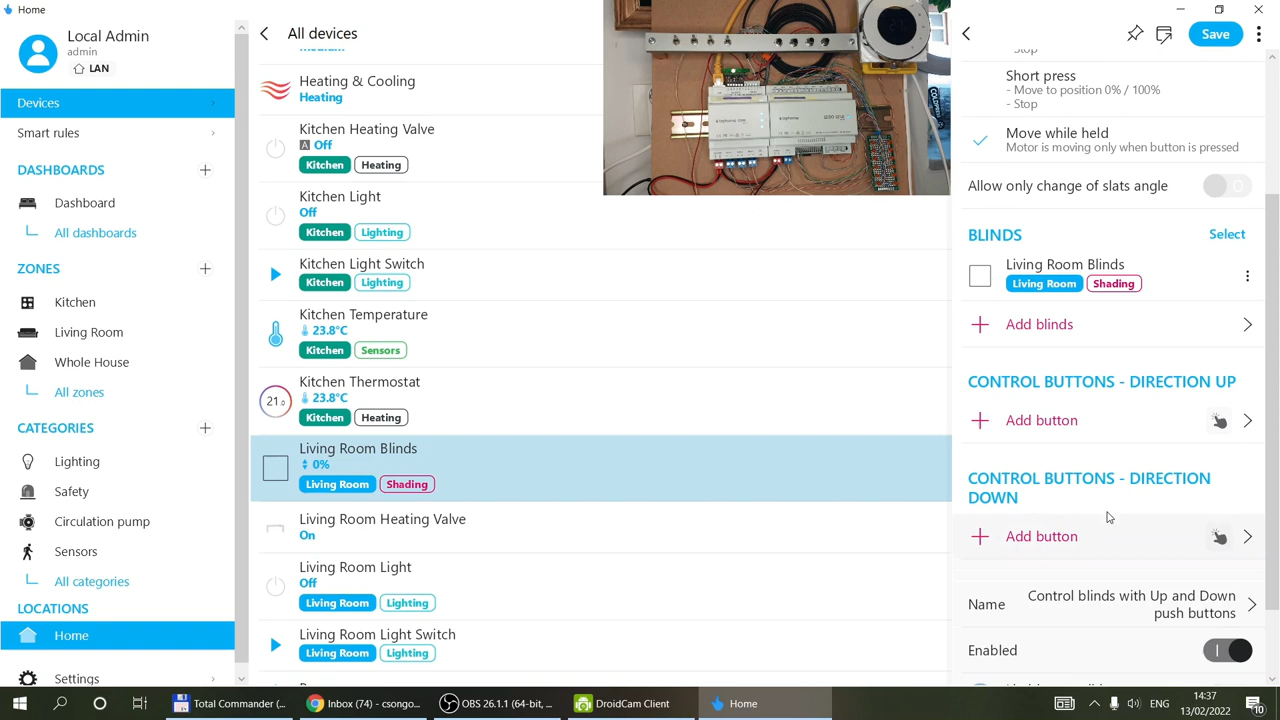 Home
Local Admin
admin
LAN
Devices
Smart rules
DASHBOARDS
Dashboard
All dashboards
ZONES
Kitchen
Living Room
Whole House
All zones
CATEGORIES
Lighting
Safety
Circulation pump
Sensors
All categories
LOCATIONS
Home
Settings
All devices
Heating & Cooling
Heating
Kitchen Heating Valve
A Off
Kitchen Heating
Kitchen Light
Off
Kitchen Lighting
Kitchen Light Switch
Kitchen Lighting
Kitchen Temperature
23.8°C
Kitchen Sensors
Kitchen Thermostat
21.0 23.8°C
Kitchen Heating
Living Room Blinds
0%
Living Room Shading
Living Room Heating Valve
On
Living Room Light
Off
Living Room Lighting
Living Room Light Switch
Living Room Lighting
Save
Stop
Short press
- Move to position 0% / 100%
- Stop
Move while held
Motor is moving only when button is pressed
Allow only change of slats angle
BLINDS Select
Living Room Blinds
Living Room Shading
Add blinds
CONTROL BUTTONS - DIRECTION UP
Add button
CONTROL BUTTONS - DIRECTION
DOWN
Add button
Name Control blinds with Up and Down
push buttons
Enabled
Total Commander (...
Inbox (74) - csongo...
OBS 26.1.1 (64-bit, ...
DroidCam Client
Home
ENG
14:37
13/02/2022